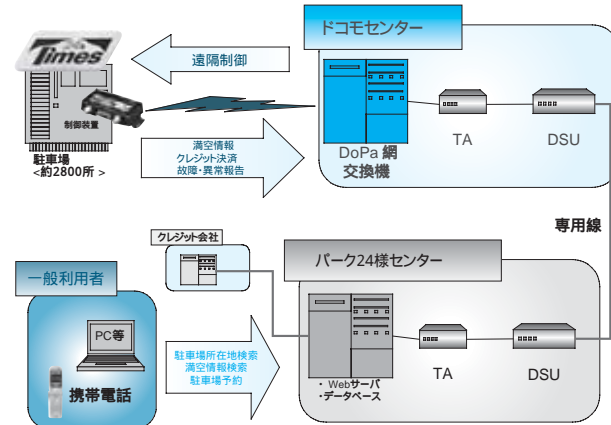 Times
制御装置
駐車場
<約2800所 >
遠隔制御
満空情報
クレジット決済
故障・異常報告
ドコモセンター
DoPa 網
交換機
TA
DSU
専用線
クレジット会社
パーク24様センター
・ Webサーバ
・データベース
TA
DSU
一般利用者
PC等
携帯電話
駐車場所在地検索
満空情報検索
駐車場予約